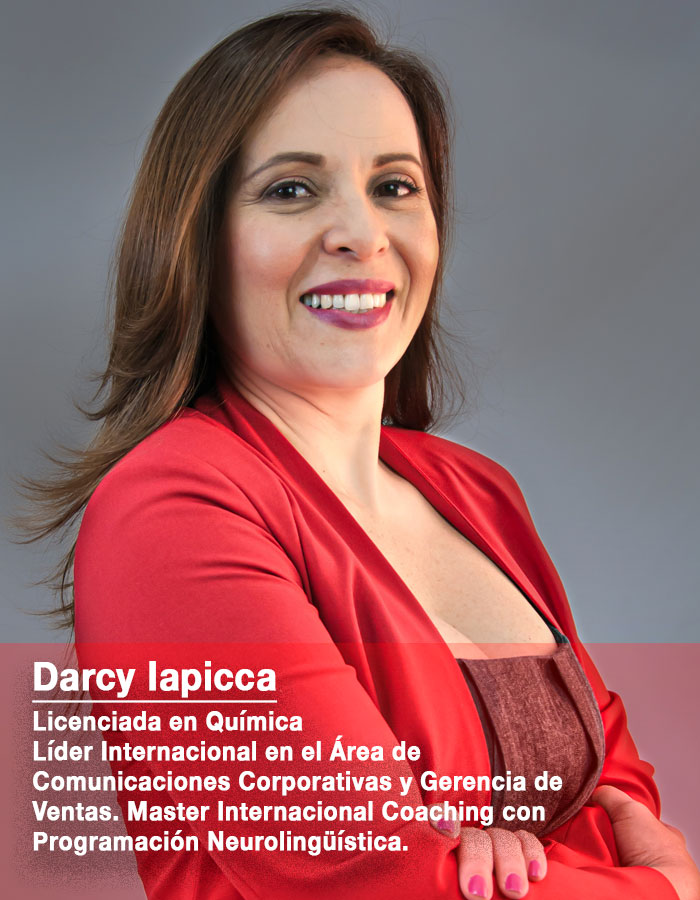 Darcy Iapicca
Licenciada en Química
Líder Internacional en el Área de
Comunicaciones Corporativas y Gerencia de
Ventas. Master Internacional Coaching con
Programación Neurolingüística.